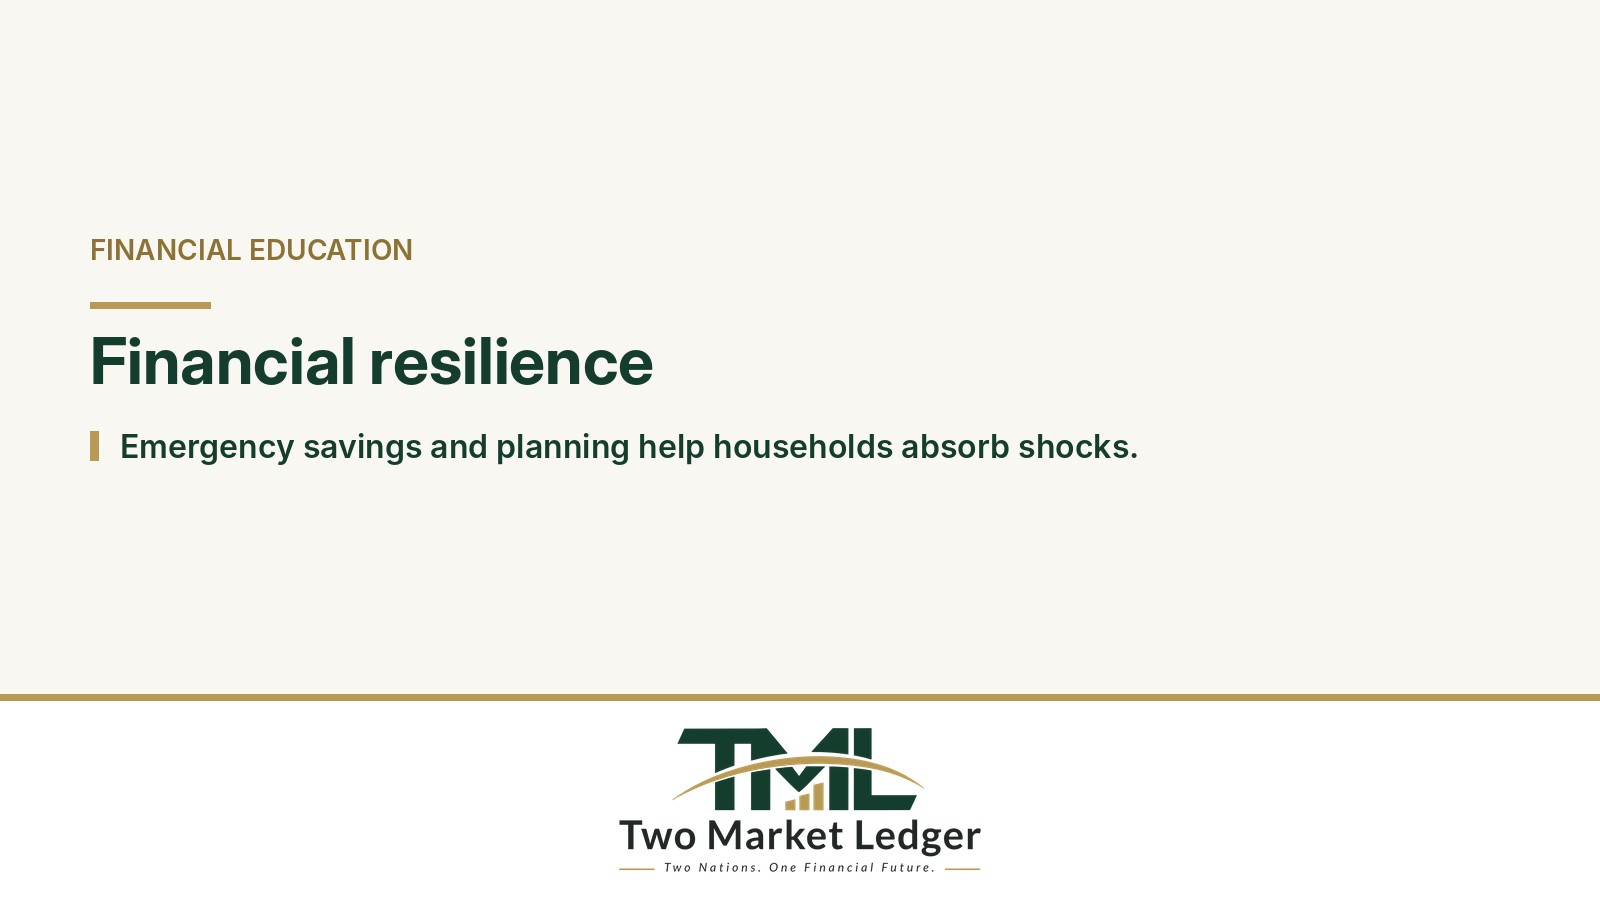 FINANCIAL EDUCATION
Financial resilience
Emergency savings and planning help households absorb shocks.
TML
Two Market Ledger
Two Nations. One Financial Future.